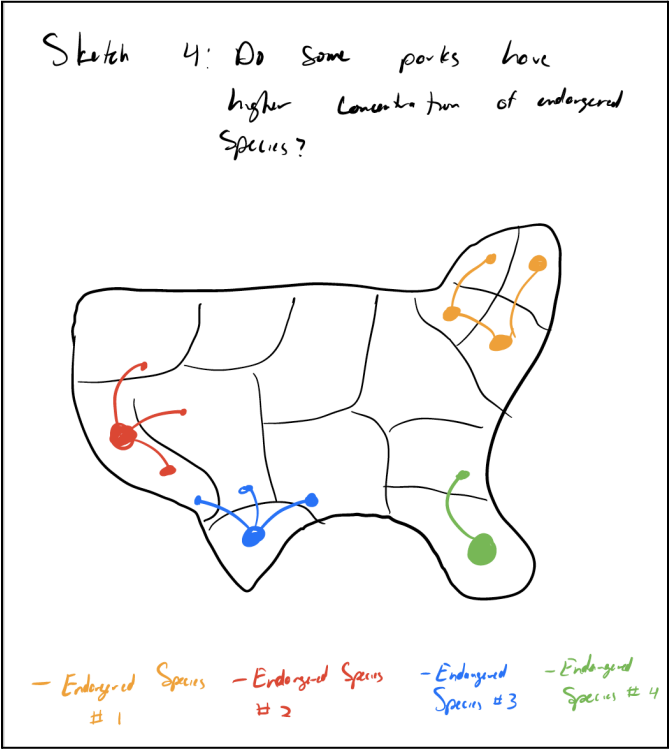 Sketch 4: Do some parks have
higher concentration of endangered
Species?
- Endangered Species
# 1
- Endangered Species
# 2
- Endangered
Species #3
- Endangered
Species # 4